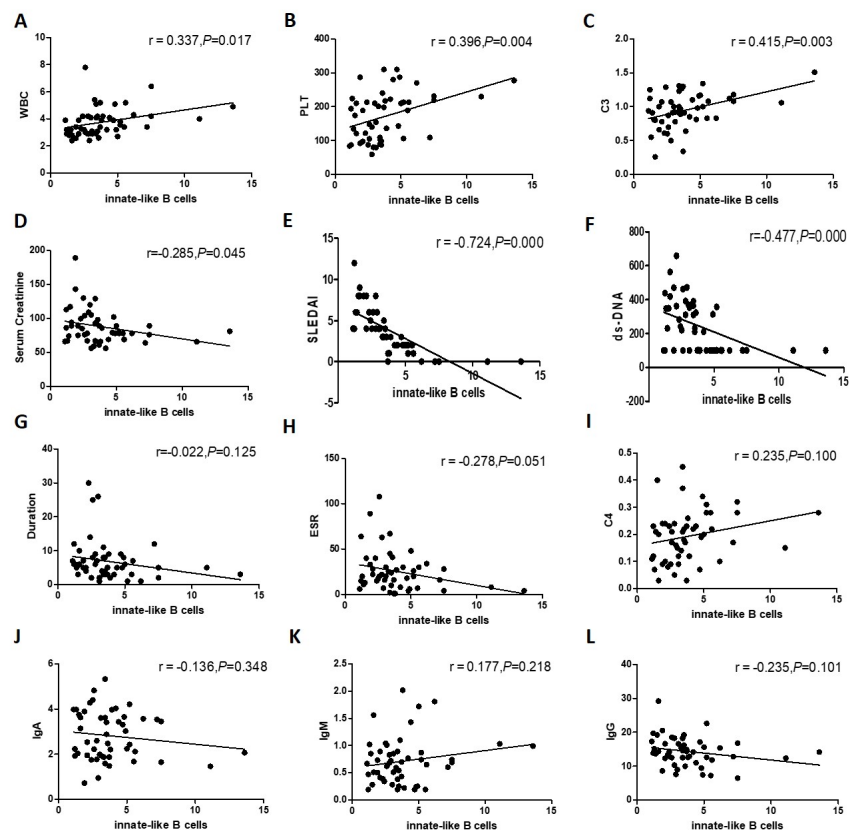 A
r = 0.337,P=0.017
WBC
10
8
6
4
2
0
0
5
10
15
innate-like B cells
B
r = 0.396,P=0.004
PLT
400
300
200
100
0
0
5
10
15
innate-like B cells
C
r = 0.415,P=0.003
C3
2.0
1.5
1.0
0.5
0.0
0
5
10
15
innate-like B cells
D
r=-0.285,P=0.045
Serum Creatinine
200
150
100
50
0
0
5
10
15
innate-like B cells
E
r = -0.724,P=0.000
SLEDAI
15
10
5
0
-5
5
10
15
innate-like B cells
F
r=-0.477,P=0.000
ds-DNA
800
600
400
200
0
-200
5
10
15
innate-like B cells
G
r=-0.022,P=0.125
Duration
40
30
20
10
0
0
5
10
15
innate-like B cells
H
r = -0.278,P=0.051
ESR
150
100
50
0
0
5
10
15
innate-like B cells
I
r = 0.235,P=0.100
C4
0.5
0.4
0.3
0.2
0.1
0.0
0
5
10
15
innate-like B cells
J
r = -0.136,P=0.348
IgA
6
4
2
0
0
5
10
15
innate-like B cells
K
r = 0.177,P=0.218
IgM
2.5
2.0
1.5
1.0
0.5
0.0
0
5
10
15
innate-like B cells
L
r = -0.235,P=0.101
IgG
40
30
20
10
0
0
5
10
15
innate-like B cells